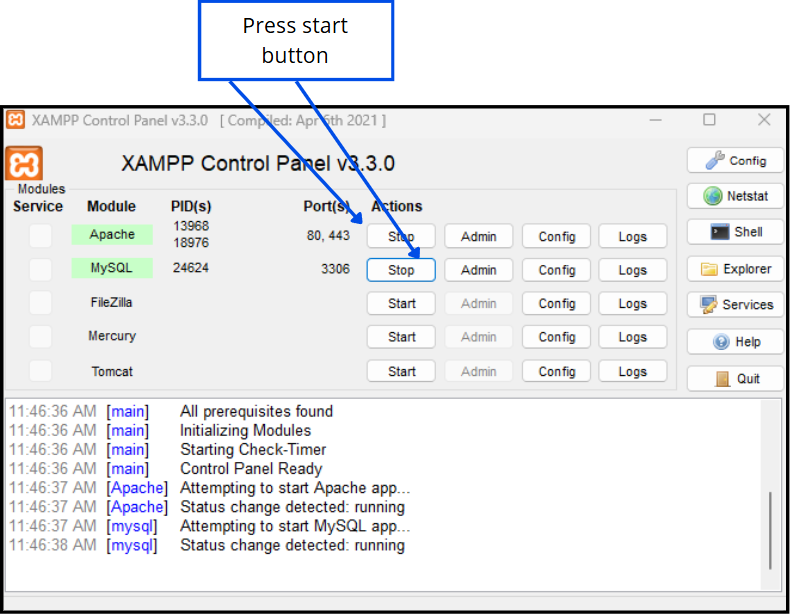 Press start
button
XAMPP Control Panel v3.3.0 [ Compiled: Apr 6th 2021 ]
XAMPP Control Panel v3.3.0
Config
Modules
Service Module PID(s) Port(s) Actions
Netstat
Apache 13968 18976 80, 443 Stop Admin Config Logs
Shell
MySQL 24624 3306 Stop Admin Config Logs
Explorer
FileZilla Start Admin Config Logs
Services
Mercury Start Admin Config Logs
Help
Tomcat Start Admin Config Logs
Quit
11:46:36 AM [main] All prerequisites found
11:46:36 AM [main] Initializing Modules
11:46:36 AM [main] Starting Check-Timer
11:46:36 AM [main] Control Panel Ready
11:46:37 AM [Apache] Attempting to start Apache app...
11:46:37 AM [Apache] Status change detected: running
11:46:37 AM [mysql] Attempting to start MySQL app...
11:46:38 AM [mysql] Status change detected: running